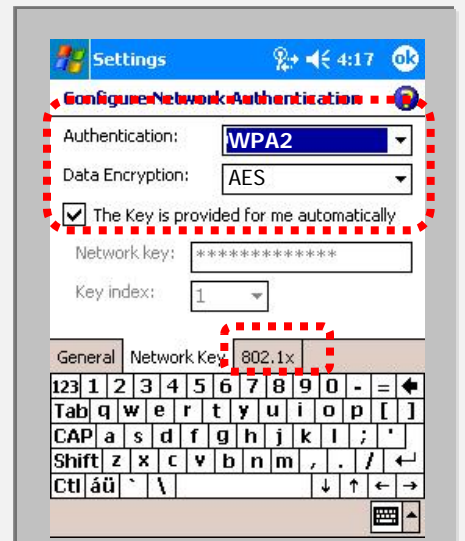 Settings 4:17 ok
Configure Network Authentication ?
Authentication: WPA2
Data Encryption: AES
The Key is provided for me automatically
Network key: *************
Key index: 1
General Network Key 802.1x
123 1 2 3 4 5 6 7 8 9 0 - = 🡄
Tab q w e r t y u i o p [ ]
CAP a s d f g h j k l ; '
Shift z x c v b n m , . / ↵
Ctl áü ` \ ↓ ↑ ← →